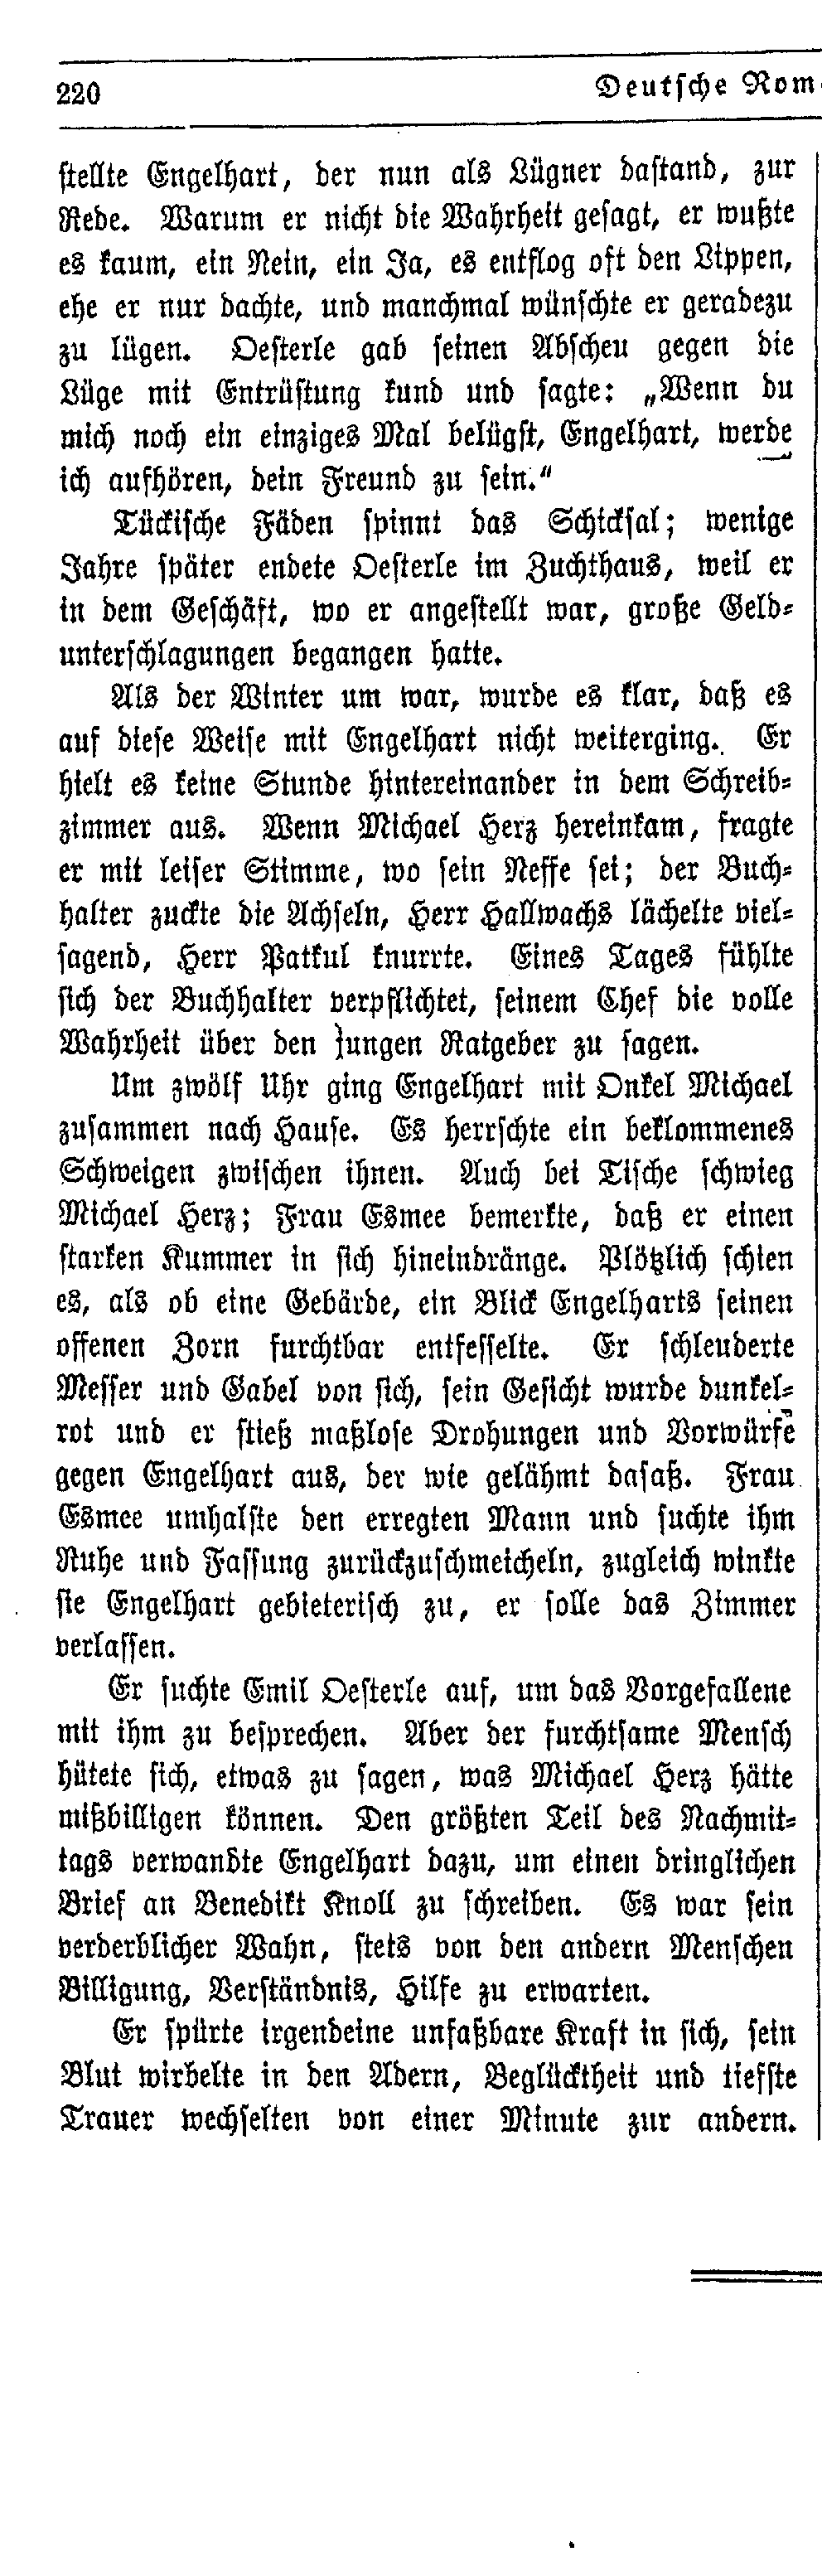 220
Deutsche Rom
stellte Engelhart, der nun als Lügner dastand, zur
Rede. Warum er nicht die Wahrheit gesagt, er wußte
es kaum, ein Nein, ein Ja, es entflog oft den Lippen,
ehe er nur dachte, und manchmal wünschte er geradezu
zu lügen. Oesterle gab seinen Abscheu gegen die
Lüge mit Entrüstung kund und sagte: „Wenn du
mich noch ein einziges Mal belügst, Engelhart, werde
ich aufhören, dein Freund zu sein.“
Tückische Fäden spinnt das Schicksal; wenige
Jahre später endete Oesterle im Zuchthaus, weil er
in dem Geschäft, wo er angestellt war, große Geld-
unterschlagungen begangen hatte.
Als der Winter um war, wurde es klar, daß es
auf diese Weise mit Engelhart nicht weiterging. Er
hielt es keine Stunde hintereinander in dem Schreib-
zimmer aus. Wenn Michael Herz hereinkam, fragte
er mit leiser Stimme, wo sein Neffe sei; der Buch-
halter zuckte die Achseln, Herr Hallwachs lächelte viel-
sagend, Herr Patkul knurrte. Eines Tages fühlte
sich der Buchhalter verpflichtet, seinem Chef die volle
Wahrheit über den jungen Ratgeber zu sagen.
Um zwölf Uhr ging Engelhart mit Onkel Michael
zusammen nach Hause. Es herrschte ein beklommenes
Schweigen zwischen ihnen. Auch bei Tische schwieg
Michael Herz; Frau Esmee bemerkte, daß er einen
starken Kummer in sich hineindränge. Plötzlich schien
es, als ob eine Gebärde, ein Blick Engelharts seinen
offenen Zorn furchtbar entfesselte. Er schleuderte
Messer und Gabel von sich, sein Gesicht wurde dunkel-
rot und er stieß maßlose Drohungen und Vorwürfe
gegen Engelhart aus, der wie gelähmt dasaß. Frau
Esmee umhalste den erregten Mann und suchte ihm
Ruhe und Fassung zurückzuschmeicheln, zugleich winkte
sie Engelhart gebieterisch zu, er solle das Zimmer
verlassen.
Er suchte Emil Oesterle auf, um das Vorgefallene
mit ihm zu besprechen. Aber der furchtsame Mensch
hütete sich, etwas zu sagen, was Michael Herz hätte
mißbilligen können. Den größten Teil des Nachmit-
tags verwandte Engelhart dazu, um einen dringlichen
Brief an Benedikt Knoll zu schreiben. Es war sein
verderblicher Wahn, stets von den andern Menschen
Billigung, Verständnis, Hilfe zu erwarten.
Er spürte irgendeine unfaßbare Kraft in sich, sein
Blut wirbelte in den Adern, Beglücktheit und tiefste
Trauer wechselten von einer Minute zur andern.